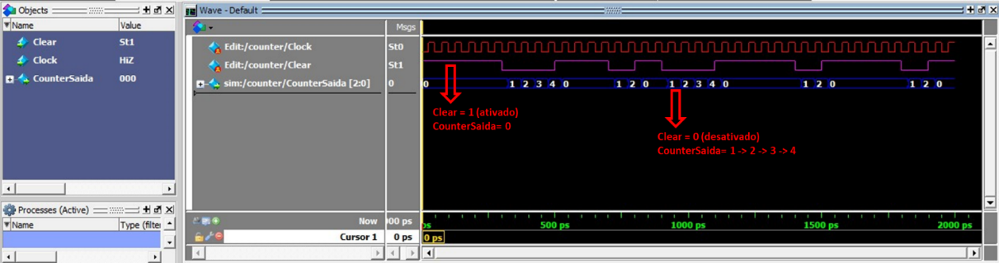 Objects
Name Value
Clear St1
Clock HiZ
CounterSaida 000
Processes (Active)
Name Type (filter
Wave - Default
Msgs
Edit:/counter/Clock St0
Edit:/counter/Clear St1
sim:/counter/CounterSaida [2:0] 0
0 1 2 3 4 0 1 2 0 1 2 3 4 0 1 2 0 1 2 0
Clear = 1 (ativado)
CounterSaida= 0
Clear = 0 (desativado)
CounterSaida= 1 -> 2 -> 3 -> 4
Now 000 ps
ps 500 ps 1000 ps 1500 ps 2000 ps
Cursor 1 0 ps 0 ps